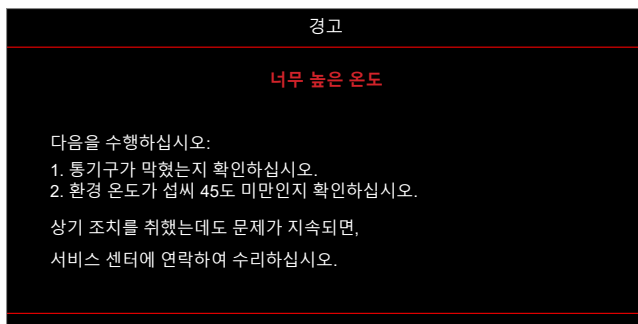 경고
너무 높은 온도
다음을 수행하십시오:
1. 통기구가 막혔는지 확인하십시오.
2. 환경 온도가 섭씨 45도 미만인지 확인하십시오.
상기 조치를 취했는데도 문제가 지속되면,
서비스 센터에 연락하여 수리하십시오.